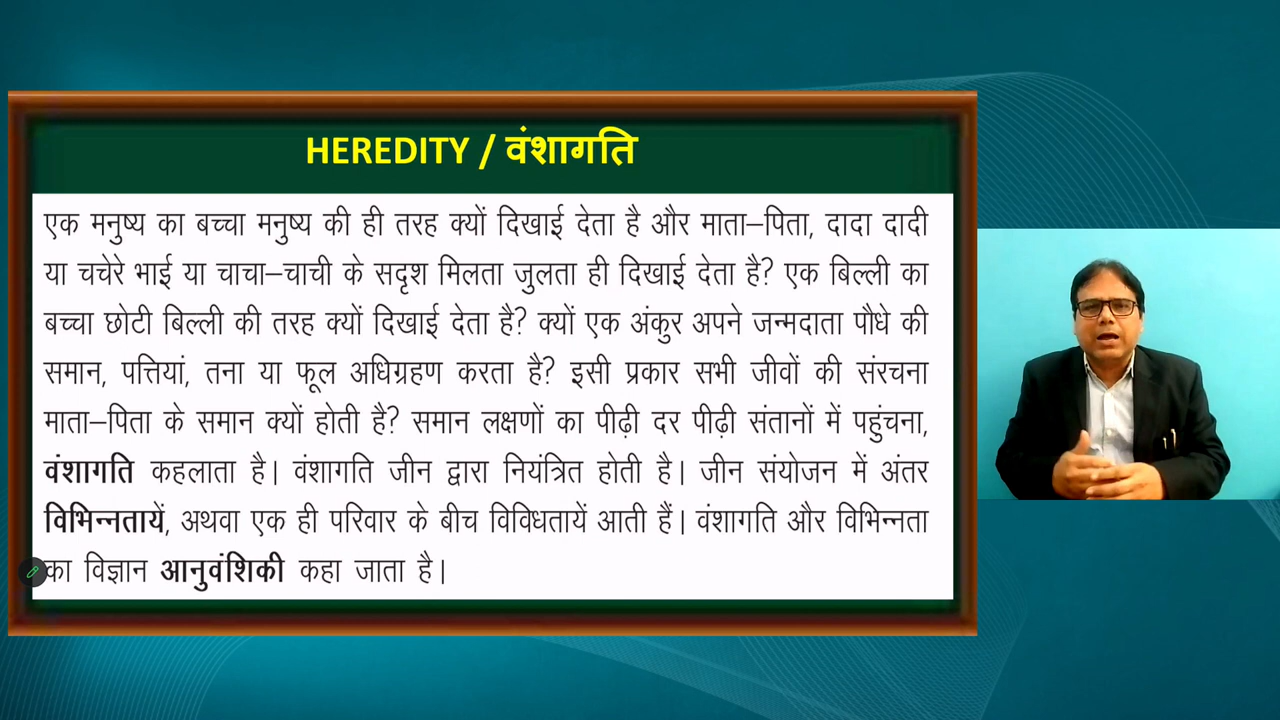 HEREDITY / वंशागति
एक मनुष्य का बच्चा मनुष्य की ही तरह क्यों दिखाई देता है और माता–पिता, दादा दादी
या चचेरे भाई या चाचा–चाची के सदृश मिलता जुलता ही दिखाई देता है? एक बिल्ली का
बच्चा छोटी बिल्ली की तरह क्यों दिखाई देता है? क्यों एक अंकुर अपने जन्मदाता पौधे की
समान, पत्तियां, तना या फूल अधिग्रहण करता है? इसी प्रकार सभी जीवों की संरचना
माता–पिता के समान क्यों होती है? समान लक्षणों का पीढ़ी दर पीढ़ी संतानों में पहुंचना,
वंशागति कहलाता है। वंशागति जीन द्वारा नियंत्रित होती है। जीन संयोजन में अंतर
विभिन्नतायें, अथवा एक ही परिवार के बीच विविधतायें आती हैं। वंशागति और विभिन्नता
का विज्ञान आनुवंशिकी कहा जाता है।